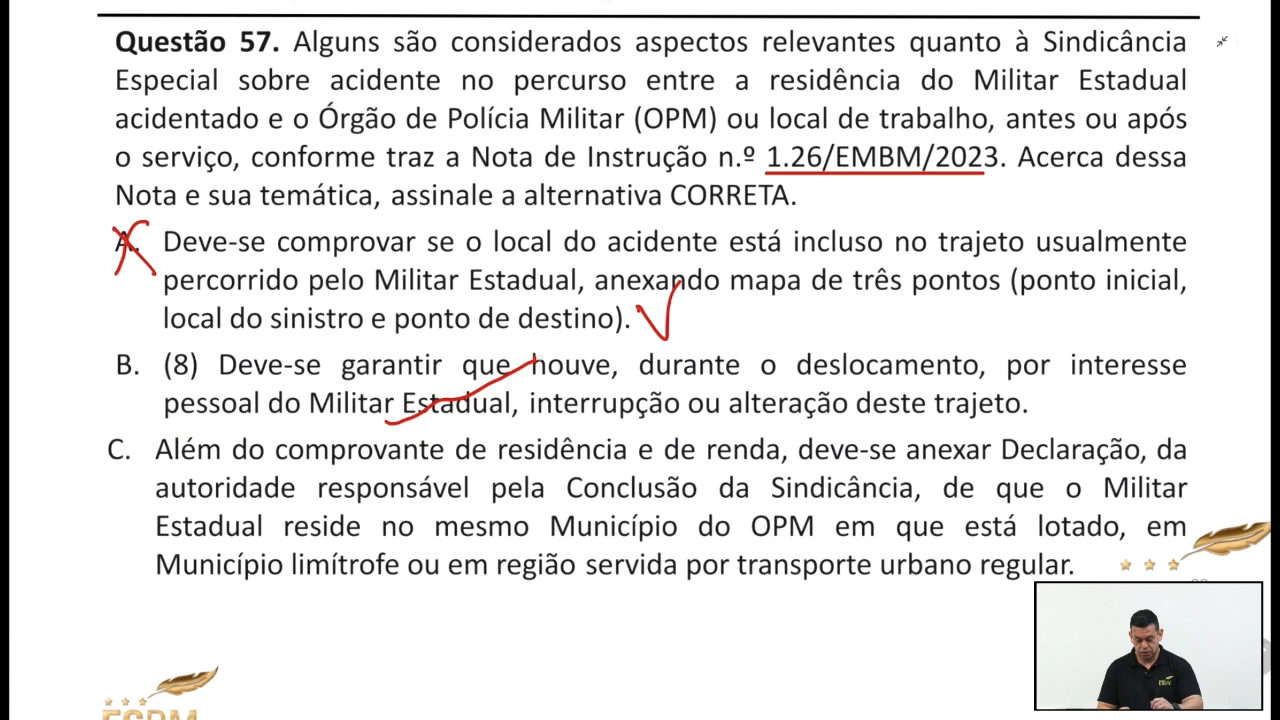 Questão 57. Alguns são considerados aspectos relevantes quanto à Sindicância
Especial sobre acidente no percurso entre a residência do Militar Estadual
acidentado e o Órgão de Polícia Militar (OPM) ou local de trabalho, antes ou após
o serviço, conforme traz a Nota de Instrução n.º 1.26/EMBM/2023. Acerca dessa
Nota e sua temática, assinale a alternativa CORRETA.
A. Deve-se comprovar se o local do acidente está incluso no trajeto usualmente
percorrido pelo Militar Estadual, anexando mapa de três pontos (ponto inicial,
local do sinistro e ponto de destino).
B. (8) Deve-se garantir que houve, durante o deslocamento, por interesse
pessoal do Militar Estadual, interrupção ou alteração deste trajeto.
C. Além do comprovante de residência e de renda, deve-se anexar Declaração, da
autoridade responsável pela Conclusão da Sindicância, de que o Militar
Estadual reside no mesmo Município do OPM em que está lotado, em
Município limítrofe ou em região servida por transporte urbano regular.